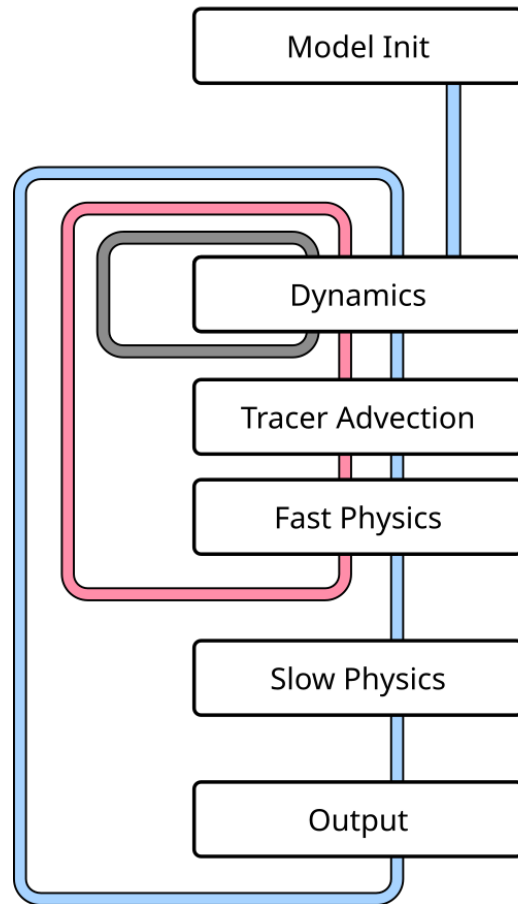 Model Init
Dynamics
Tracer Advection
Fast Physics
Slow Physics
Output